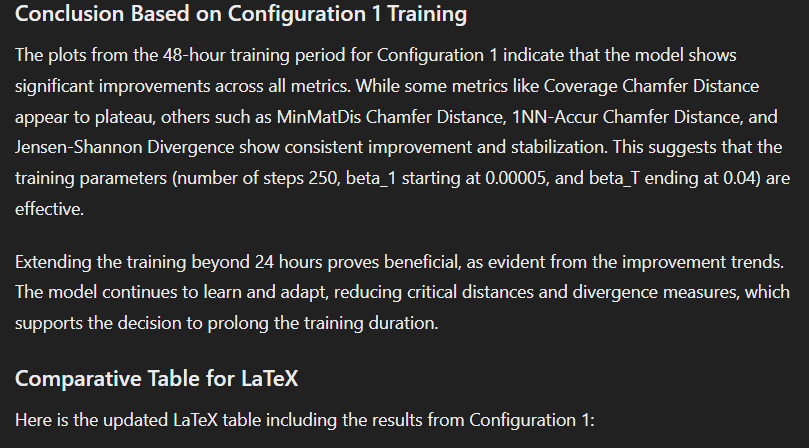 Conclusion Based on Configuration 1 Training
The plots from the 48-hour training period for Configuration 1 indicate that the model shows
significant improvements across all metrics. While some metrics like Coverage Chamfer Distance
appear to plateau, others such as MinMatDis Chamfer Distance, 1NN-Accur Chamfer Distance, and
Jensen-Shannon Divergence show consistent improvement and stabilization. This suggests that the
training parameters (number of steps 250, beta_1 starting at 0.00005, and beta_T ending at 0.04) are
effective.
Extending the training beyond 24 hours proves beneficial, as evident from the improvement trends.
The model continues to learn and adapt, reducing critical distances and divergence measures, which
supports the decision to prolong the training duration.
Comparative Table for LaTeX
Here is the updated LaTeX table including the results from Configuration 1: